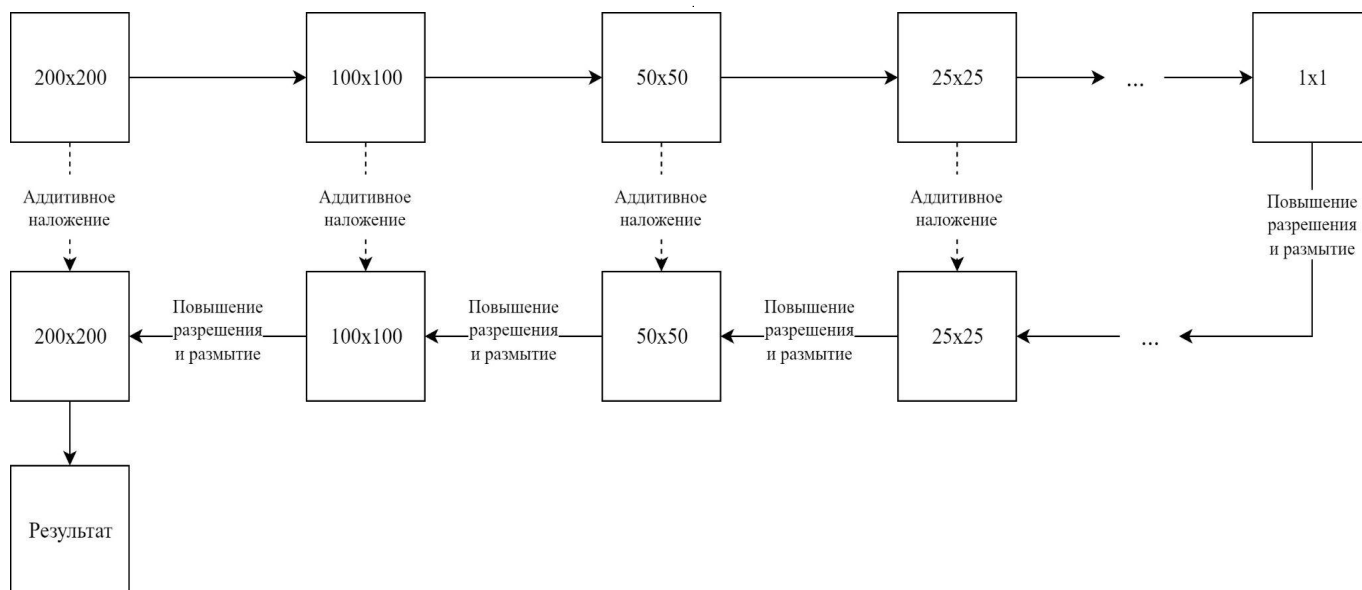 200x200
100x100
50x50
25x25
...
1x1
Аддитивное
наложение
Аддитивное
наложение
Аддитивное
наложение
Аддитивное
наложение
Повышение
разрешения
и размытие
200x200
Повышение
разрешения
и размытие
100x100
Повышение
разрешения
и размытие
50x50
Повышение
разрешения
и размытие
25x25
...
Результат